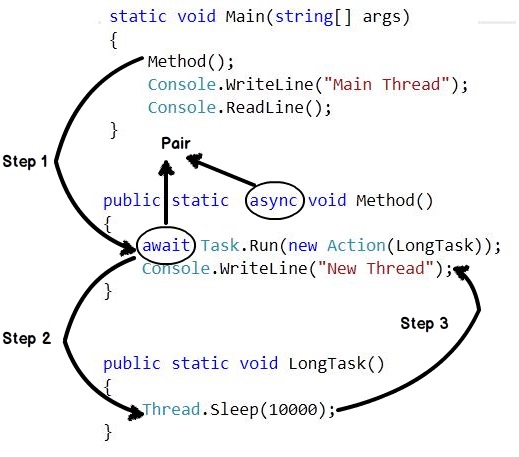 static void Main(string[] args)
{
Method();
Console.WriteLine("Main Thread");
Console.ReadLine();
}
Pair
Step 1
public static async void Method()
{
await Task.Run(new Action(LongTask));
Console.WriteLine("New Thread");
}
Step 2
Step 3
public static void LongTask()
{
Thread.Sleep(10000);
}